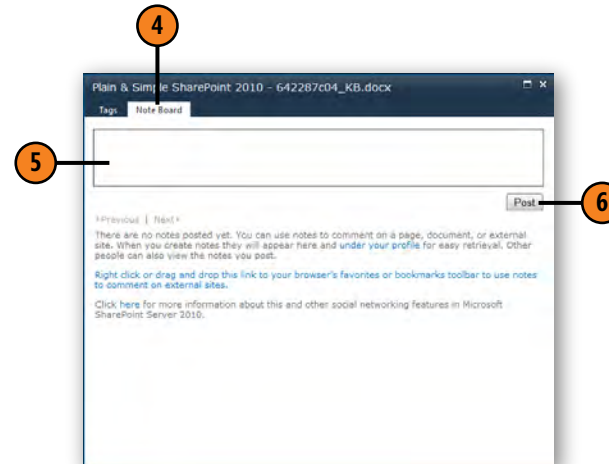 4
Plain & Simple SharePoint 2010 - 642287c04_KB.docx
Tags Note Board
5
Post
6
‹Previous | Next›
There are no notes posted yet. You can use notes to comment on a page, document, or external
site. When you create notes they will appear here and under your profile for easy retrieval. Other
people can also view the notes you post.
Right click or drag and drop this link to your browser's favorites or bookmarks toolbar to use notes
to comment on external sites.
Click here for more information about this and other social networking features in Microsoft
SharePoint Server 2010.